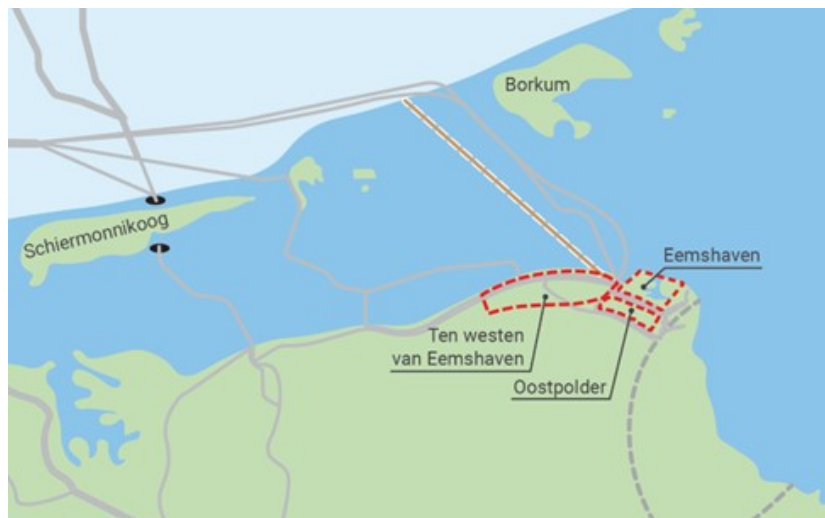 Borkum
Schiermonnikoog
Eemshaven
Ten westen
van Eemshaven
Oostpolder